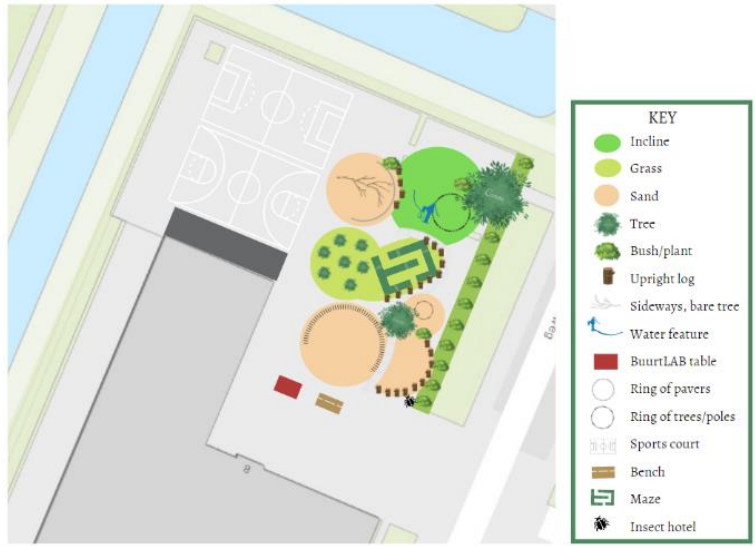 KEY
Incline
Grass
Sand
Tree
Bush/plant
Upright log
Sideways, bare tree
Water feature
BuurtLAB table
Ring of pavers
Ring of trees/poles
Sports court
Bench
Maze
Insect hotel
weg
8